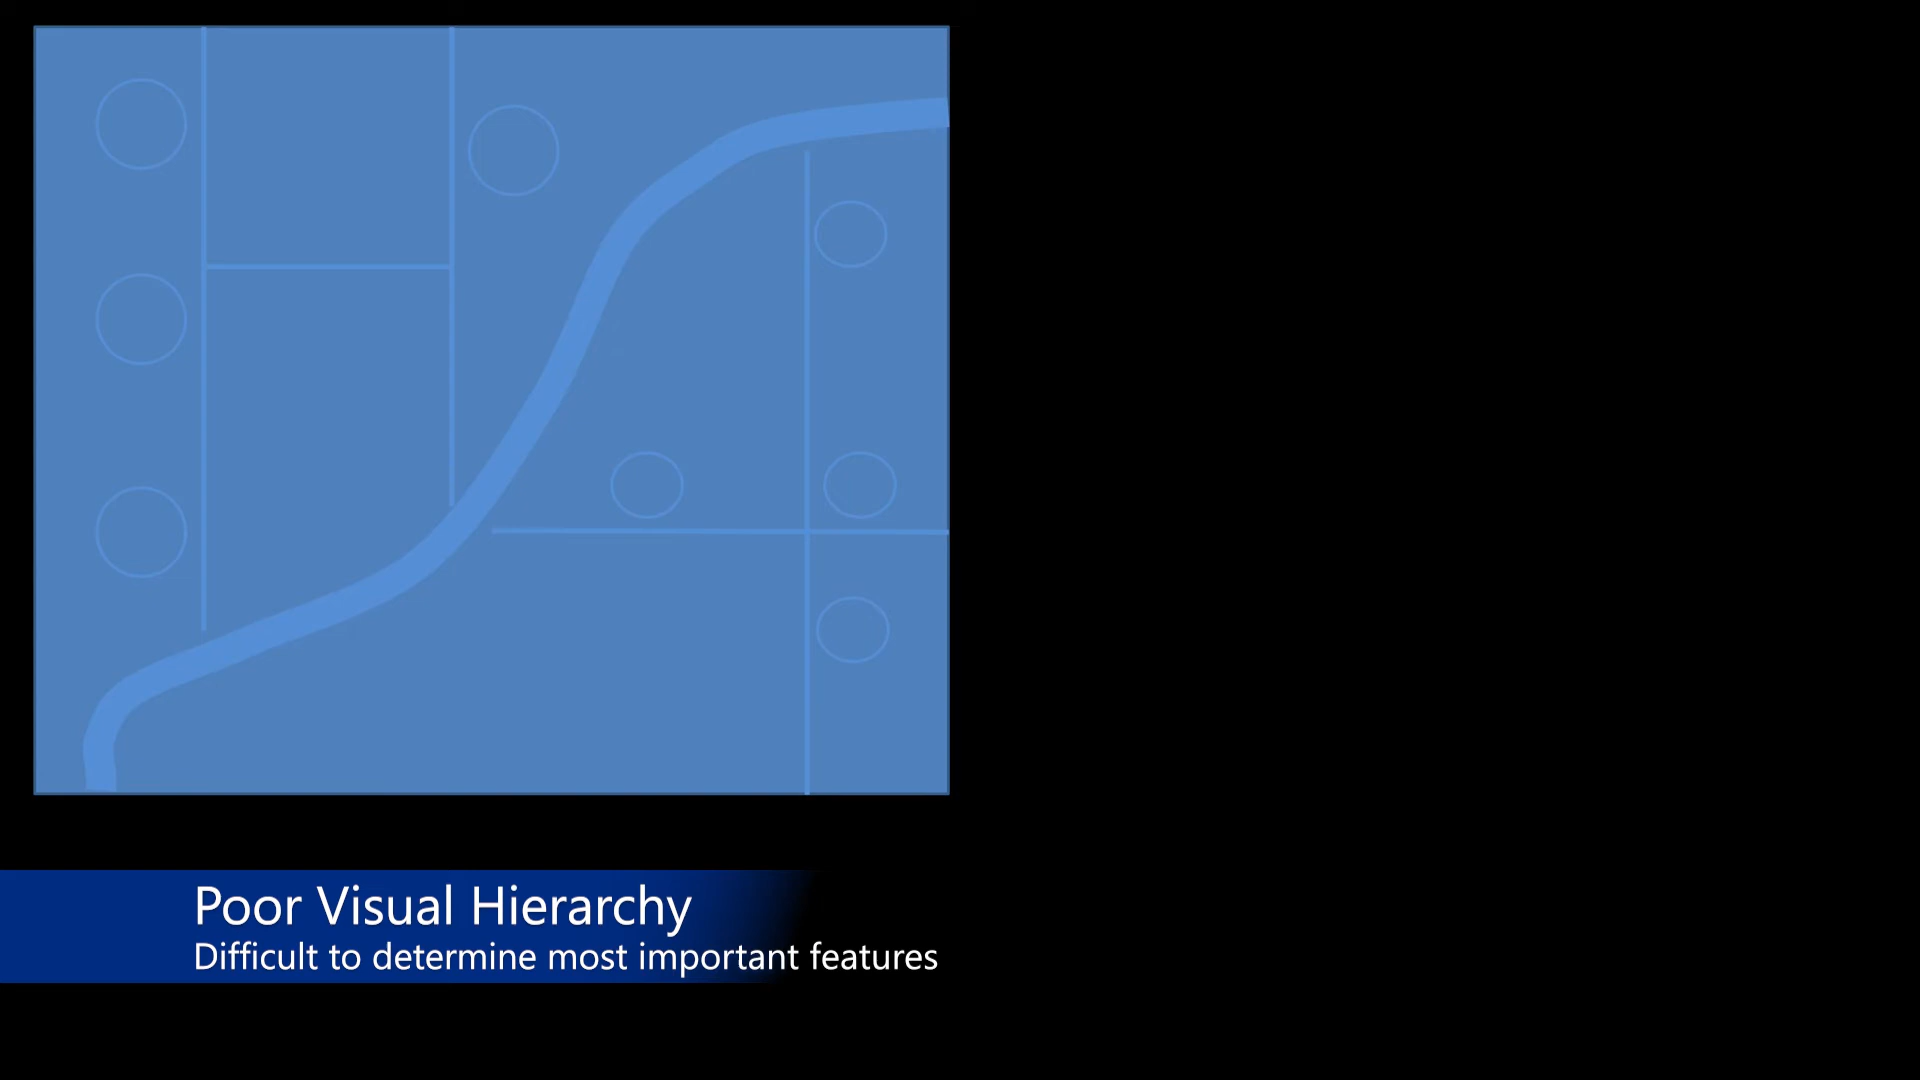 Poor Visual Hierarchy
Difficult to determine most important features